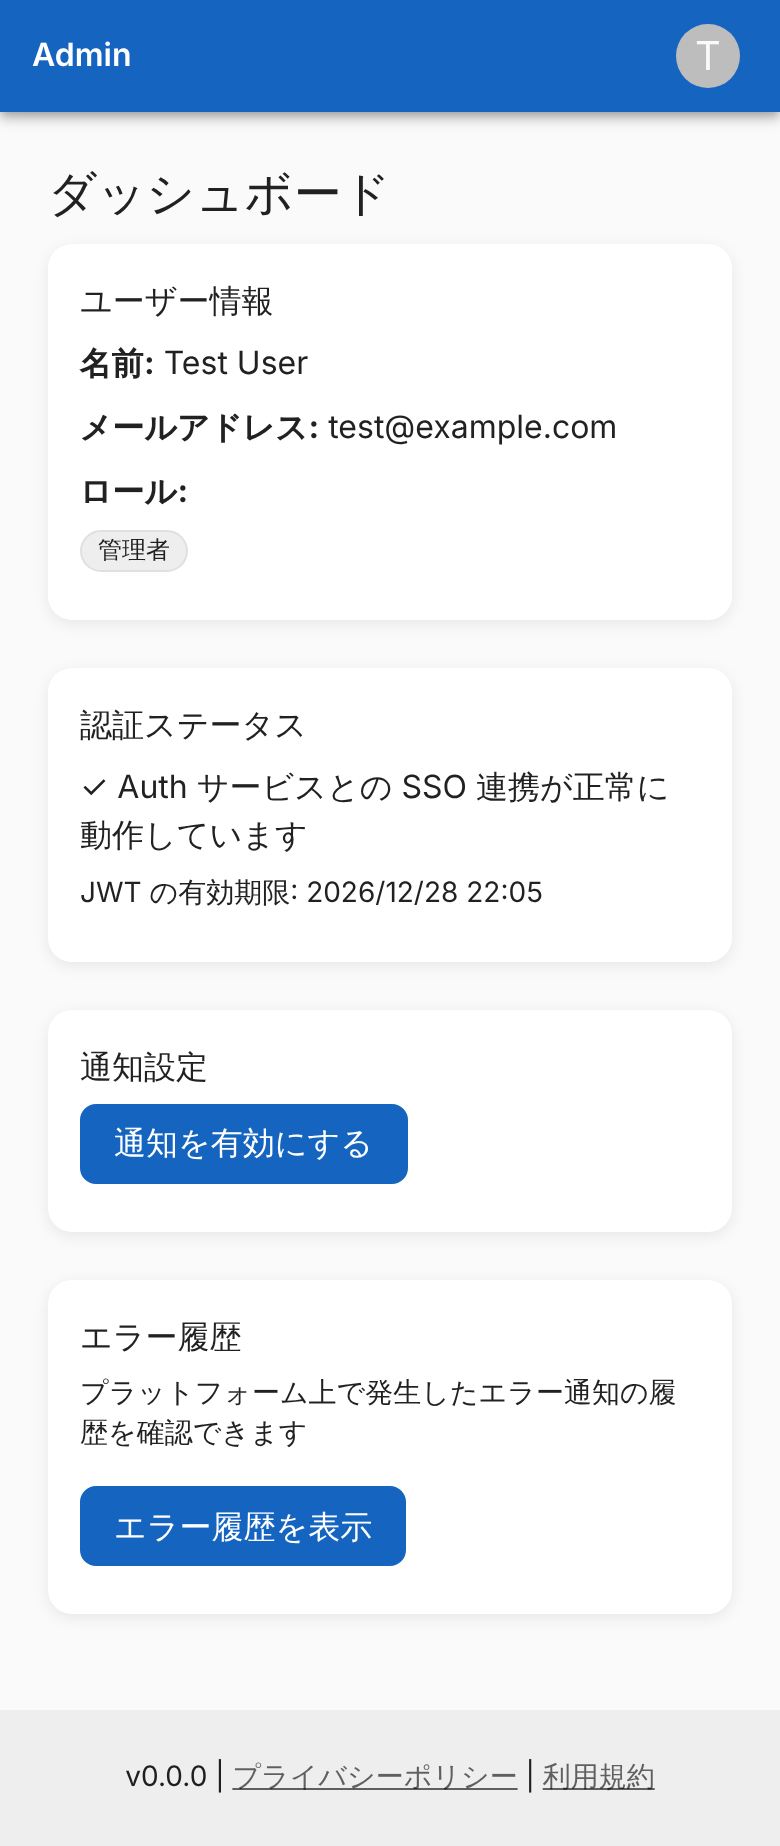 Admin
T
ダッシュボード
ユーザー情報
名前: Test User
メールアドレス: test@example.com
ロール:
管理者
認証ステータス
✓ Auth サービスとの SSO 連携が正常に
動作しています
JWT の有効期限: 2026/12/28 22:05
通知設定
通知を有効にする
エラー履歴
プラットフォーム上で発生したエラー通知の履
歴を確認できます
エラー履歴を表示
v0.0.0 | プライバシーポリシー | 利用規約